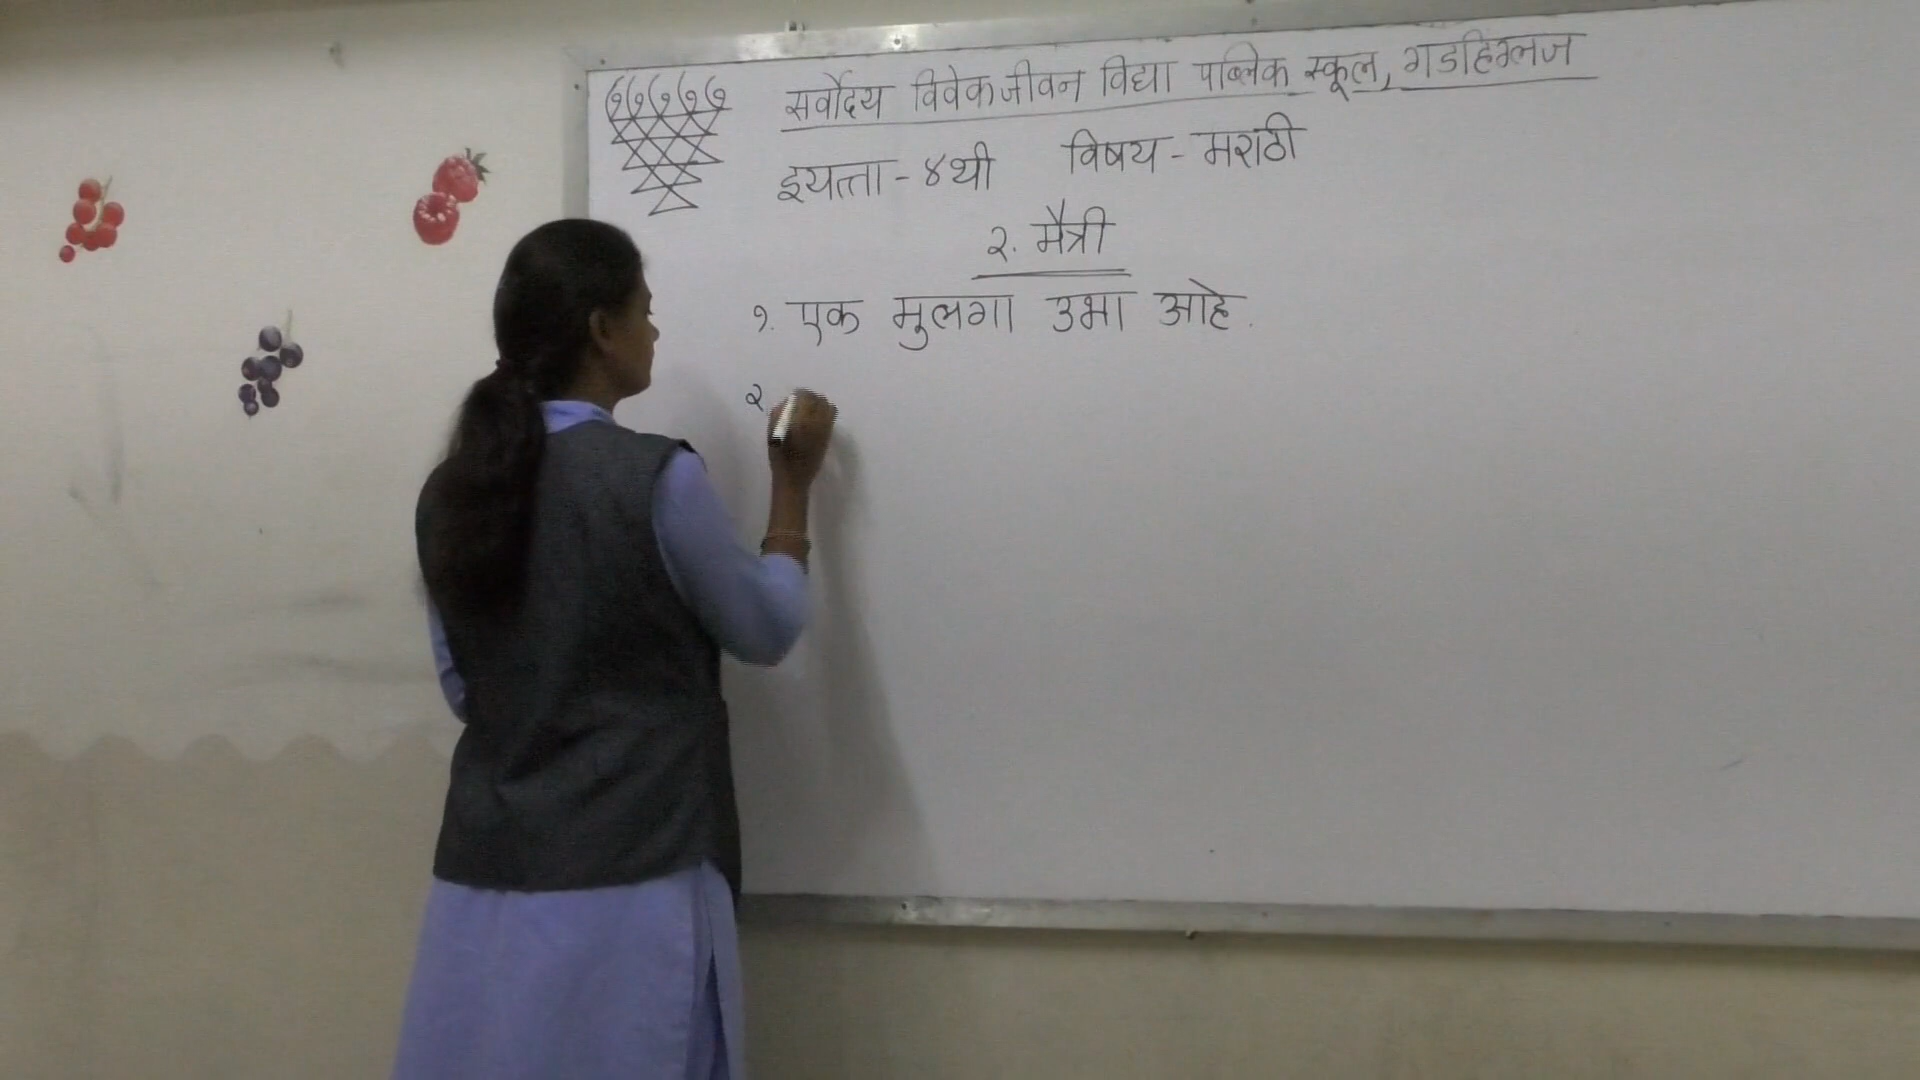 सर्वोदय विवेकजीवन विद्या पब्लिक स्कूल, गडहिंग्लज
इयत्ता - ४थी विषय - मराठी
२. मैत्री
१. एक मुलगा उभा आहे.
२